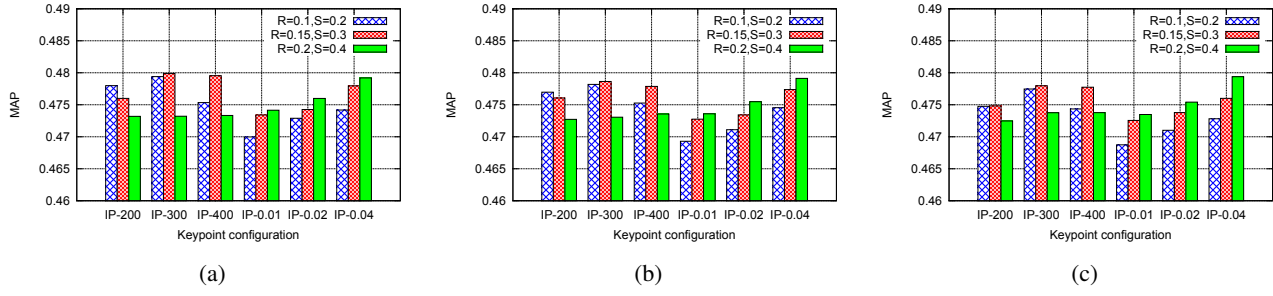 0.49
0.485
0.48
0.475
0.47
0.465
0.46
MAP
R=0.1,S=0.2
R=0.15,S=0.3
R=0.2,S=0.4
IP-200 IP-300 IP-400 IP-0.01 IP-0.02 IP-0.04
Keypoint configuration
(a)
0.49
0.485
0.48
0.475
0.47
0.465
0.46
MAP
R=0.1,S=0.2
R=0.15,S=0.3
R=0.2,S=0.4
IP-200 IP-300 IP-400 IP-0.01 IP-0.02 IP-0.04
Keypoint configuration
(b)
0.49
0.485
0.48
0.475
0.47
0.465
0.46
MAP
R=0.1,S=0.2
R=0.15,S=0.3
R=0.2,S=0.4
IP-200 IP-300 IP-400 IP-0.01 IP-0.02 IP-0.04
Keypoint configuration
(c)